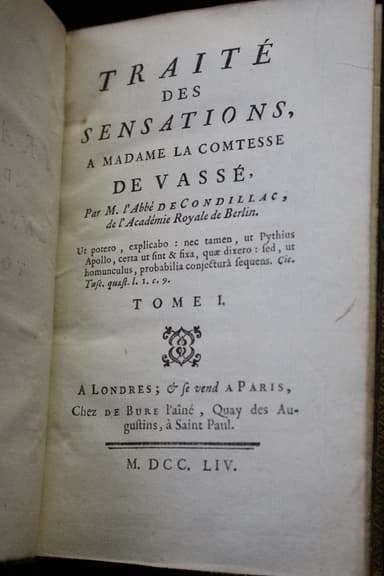 TRAITÉ
DES
SENSATIONS,
A MADAME LA COMTESSE
DE VASSÉ,
Par M. l'Abbé DE CONDILLAC,
de l'Académie Royale de Berlin.
Ut potero, explicabo: nec tamen, ut Pythius
Apollo, certa ut sint & fixa, quæ dixero: sed, ut
homunculus, probabilia conjecturâ sequens. Cic.
Tusc. quæst. l. 1. c. 9.
TOME I.
A LONDRES; & se vend A PARIS,
Chez DE BURE l'aîné, Quay des Au-
gustins, à Saint Paul.
M. DCC. LIV.